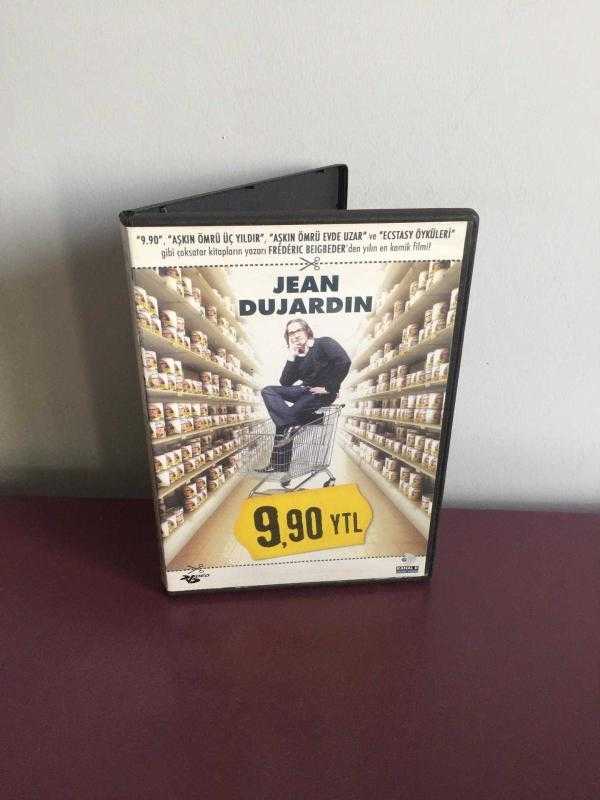 "9.90", "AŞKIN ÖMRÜ ÜÇ YILDIR", "AŞKIN ÖMRÜ EVDE UZAR" ve "ECSTASY ÖYKÜLERİ"
gibi çoksatar kitapların yazarı FRÉDÉRIC BEIGBEDER'den yılın en komik filmi!
JEAN
DUJARDIN
9,90 YTL
KANAL D